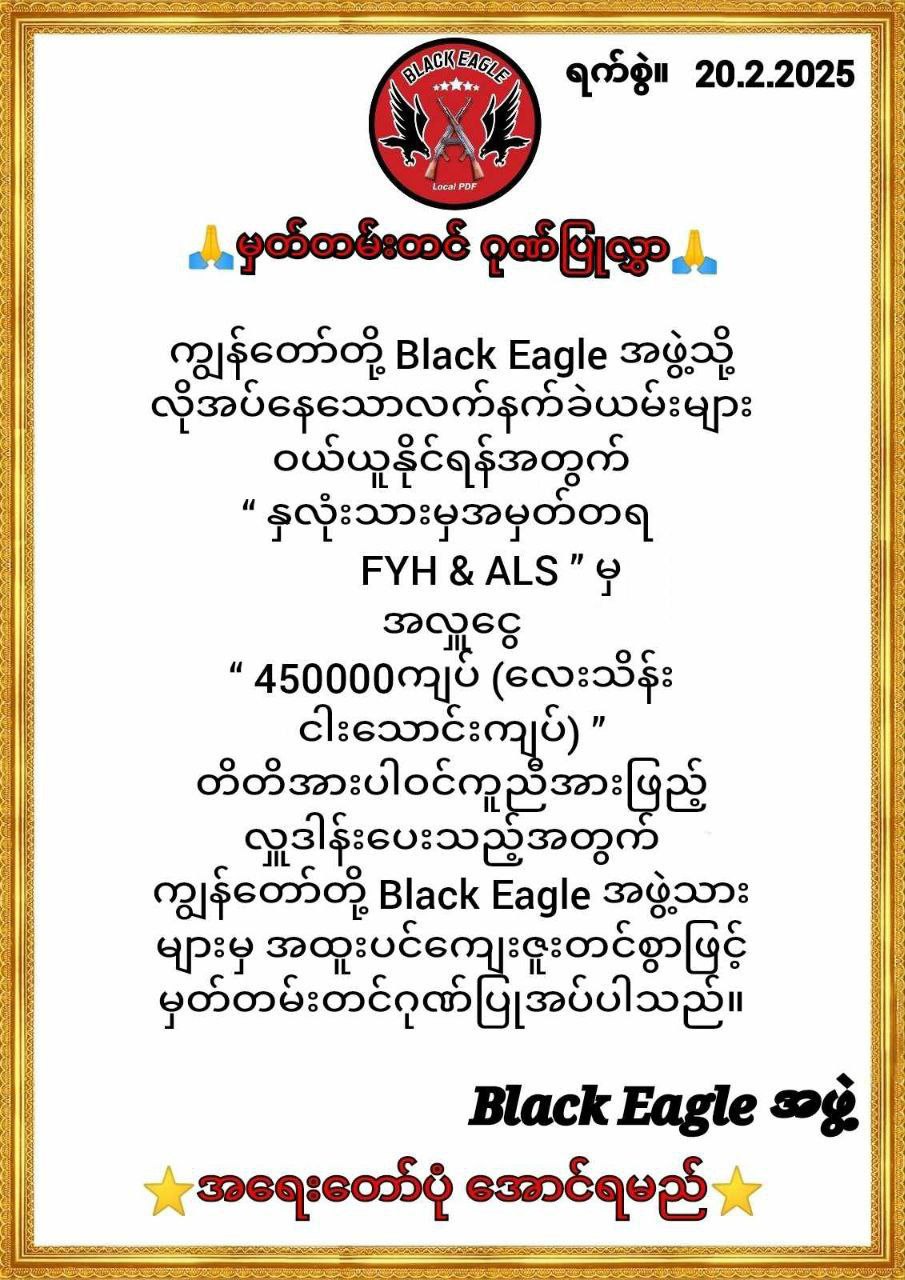 BLACK EAGLE
Local PDF
ရက်စွဲ။ 20.2.2025
🙏မှတ်တမ်းတင် ဂုဏ်ပြုလွှာ🙏
ကျွန်တော်တို့ Black Eagle အဖွဲ့သို့
လိုအပ်နေသောလက်နက်ခဲယမ်းများ
ဝယ်ယူနိုင်ရန်အတွက်
“ နှလုံးသားမှအမှတ်တရ
FYH & ALS ” မှ
အလှူငွေ
“ 450000ကျပ် (လေးသိန်း
ငါးသောင်းကျပ်) ”
တိတိအားပါဝင်ကူညီအားဖြည့်
လှူဒါန်းပေးသည့်အတွက်
ကျွန်တော်တို့ Black Eagle အဖွဲ့သား
များမှ အထူးပင်ကျေးဇူးတင်စွာဖြင့်
မှတ်တမ်းတင်ဂုဏ်ပြုအပ်ပါသည်။
Black Eagle အဖွဲ့
⭐အရေးတော်ပုံ အောင်ရမည်⭐